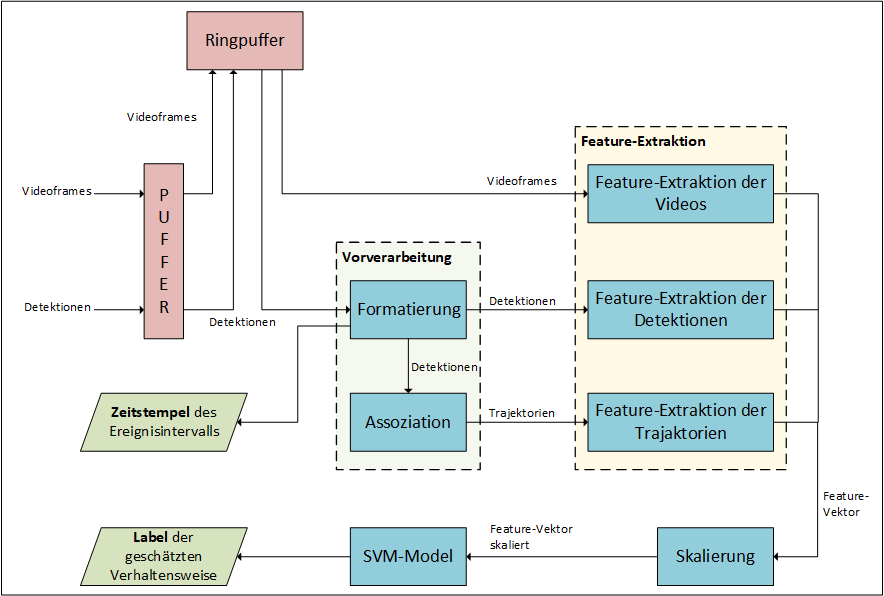 Ringpuffer
Videoframes
Videoframes
PUFFER
Detektionen
Detektionen
Videoframes
Feature-Extraktion
Feature-Extraktion der
Videos
Vorverarbeitung
Formatierung
Detektionen
Feature-Extraktion der
Detektionen
Detektionen
Assoziation
Trajektorien
Feature-Extraktion der
Trajaktorien
Zeitstempel des
Ereignisintervalls
Feature-
Vektor
Skalierung
Feature-Vektor
skaliert
SVM-Model
Label der
geschätzten
Verhaltensweise